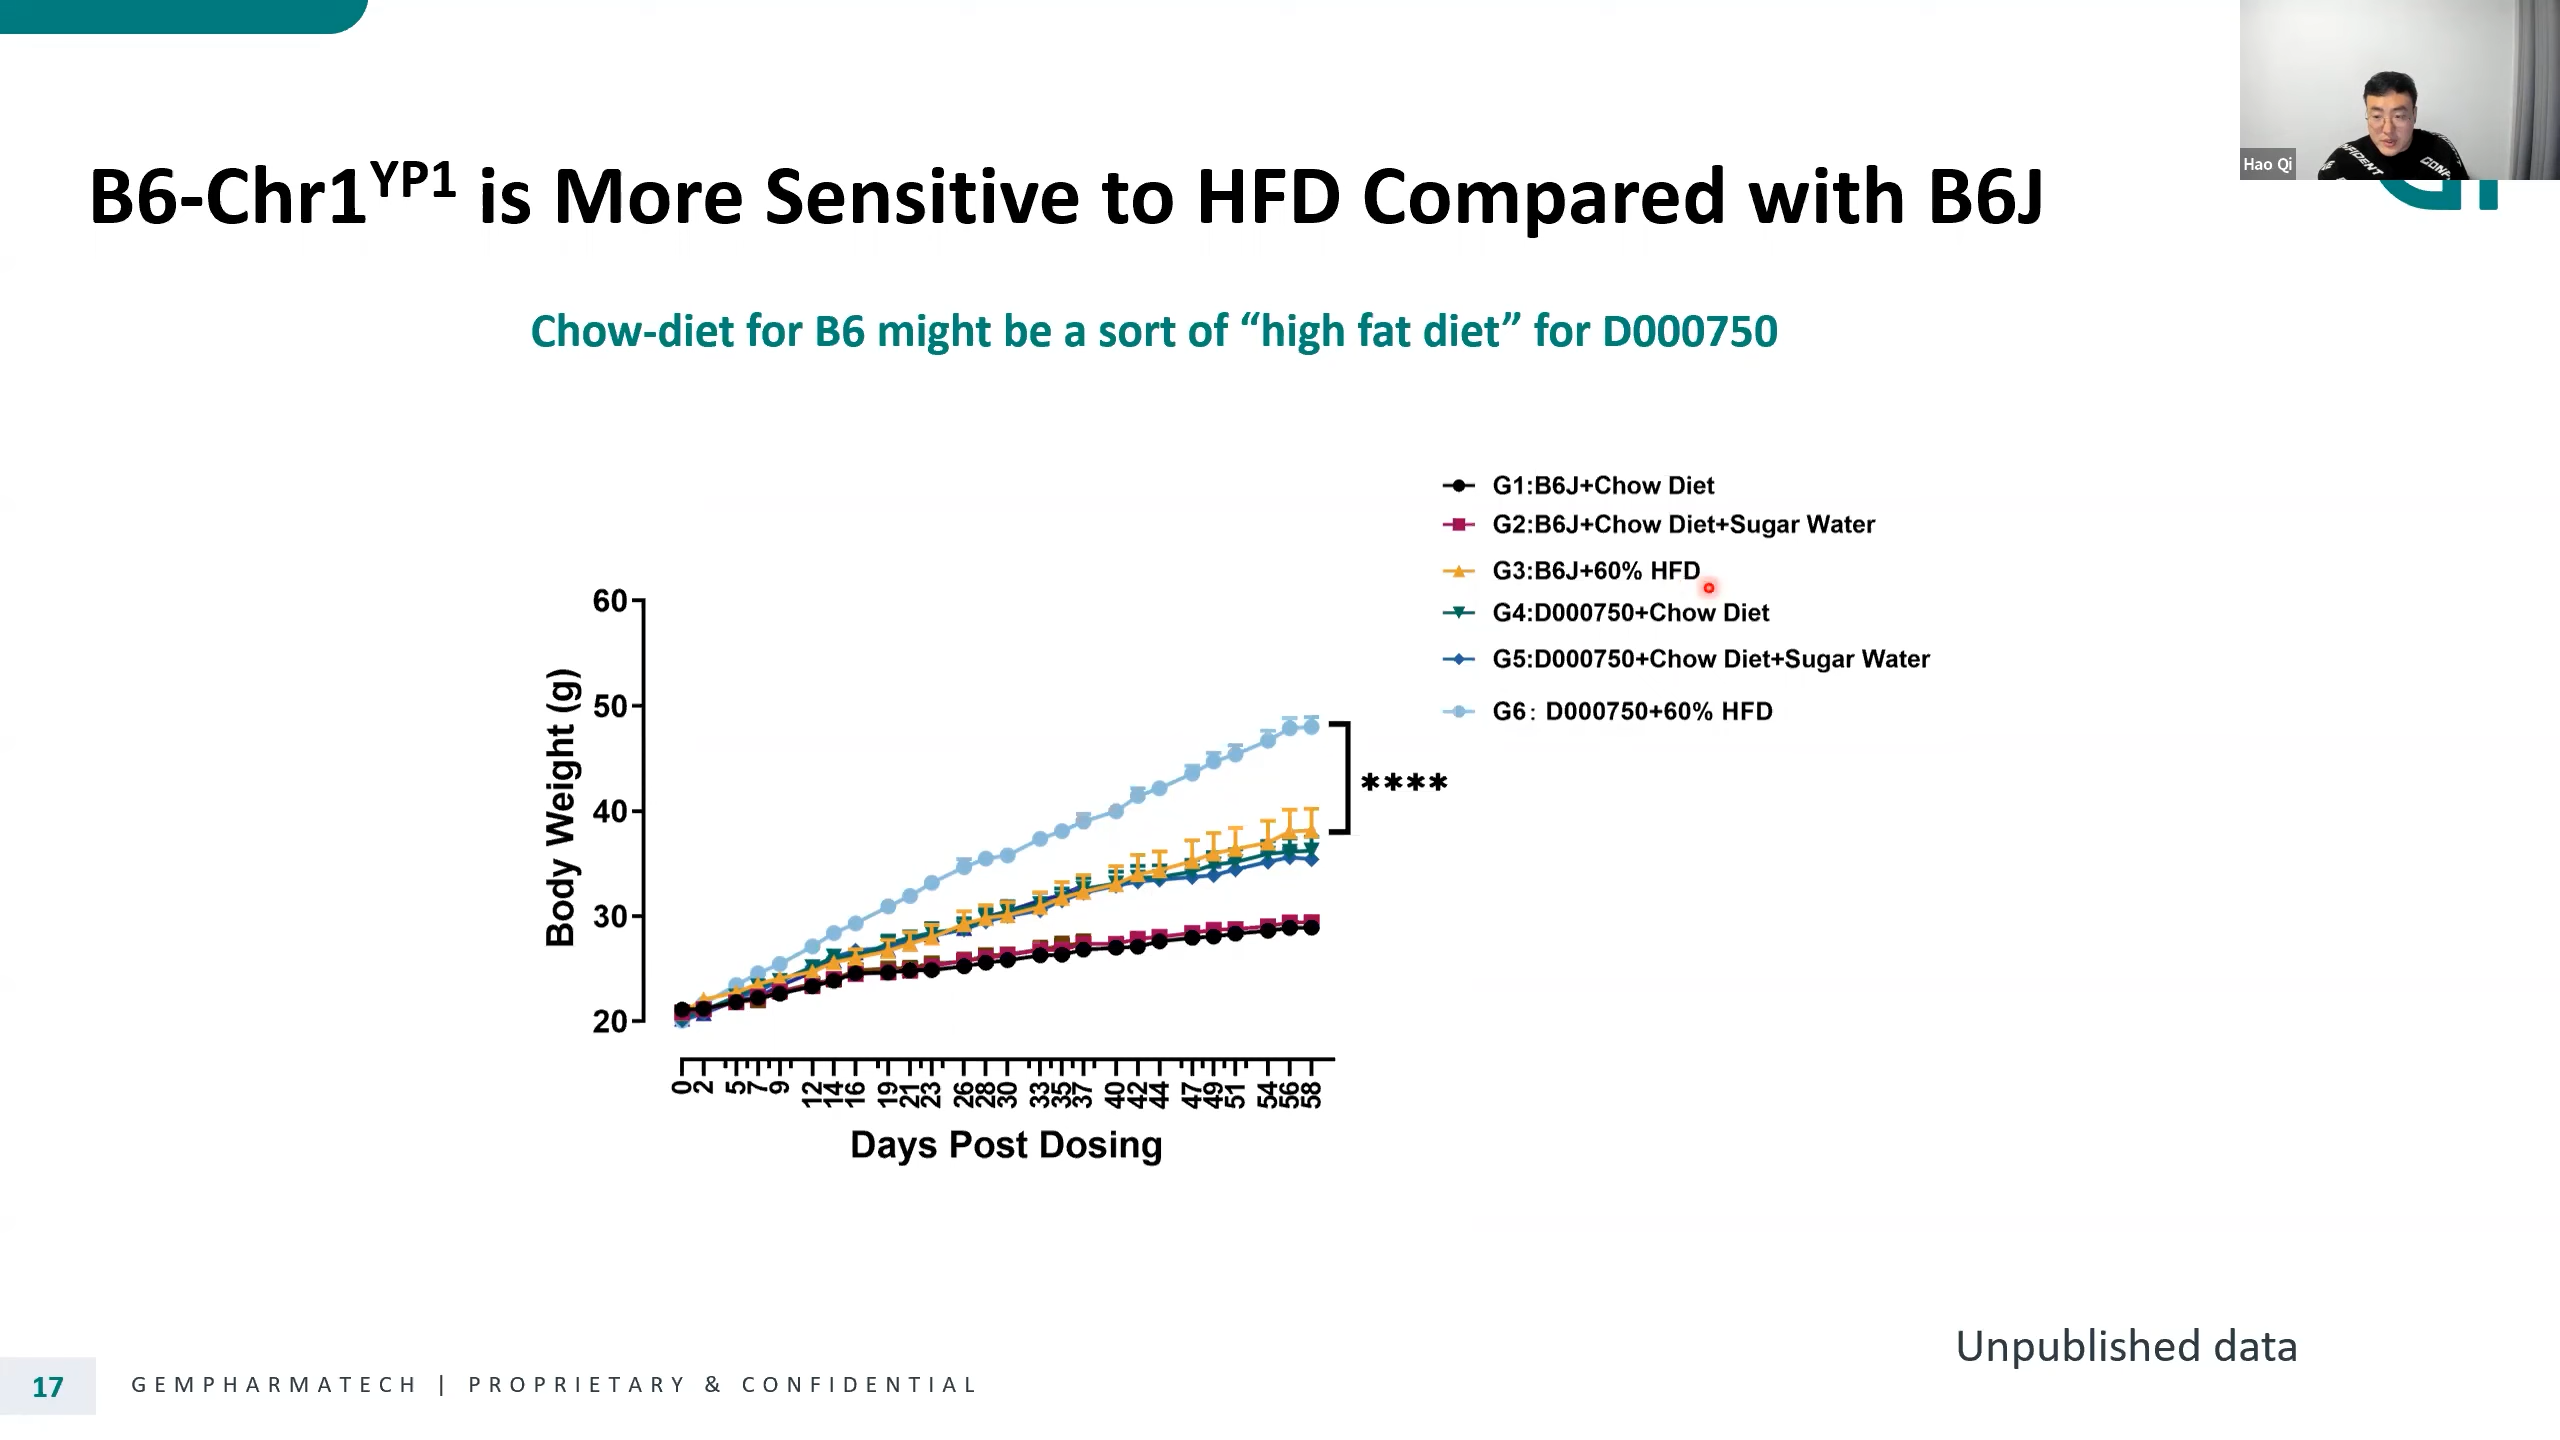 Hao Qi
B6-Chr1YP1 is More Sensitive to HFD Compared with B6J
Chow-diet for B6 might be a sort of “high fat diet” for D000750
G1:B6J+Chow Diet
G2:B6J+Chow Diet+Sugar Water
G3:B6J+60% HFD
G4:D000750+Chow Diet
G5:D000750+Chow Diet+Sugar Water
G6: D000750+60% HFD
60
50
40
30
20
Body Weight (g)
****
0 2 5 7 9 12 14 16 19 21 23 26 28 30 33 35 37 40 42 44 47 49 51 54 56 58
Days Post Dosing
Unpublished data
17
GEMPHARMATECH | PROPRIETARY & CONFIDENTIAL